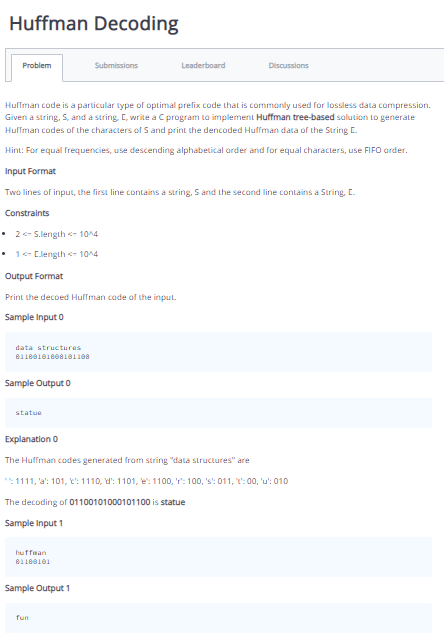 Huffman Decoding
Problem
Submissions
Leaderboard
Discussions
Huffman code is a particular type of optimal prefix code that is commonly used for lossless data compression.
Given a string, S, and a string, E, write a C program to implement Huffman tree-based solution to generate
Huffman codes of the characters of S and print the dencoded Huffman data of the String E.
Hint: For equal frequencies, use descending alphabetical order and for equal characters, use FIFO order.
Input Format
Two lines of input, the first line contains a string, S and the second line contains a String, E.
Constraints
• 2 <= S.length <= 10^4
• 1 <= E.length <= 10^4
Output Format
Print the decoed Huffman code of the input.
Sample Input 0
data structures
01100101000101100
Sample Output 0
statue
Explanation 0
The Huffman codes generated from string "data structures" are
' ': 1111, 'a': 101, 'c': 1110, 'd': 1101, 'e': 1100, 'r': 100, 's': 011, 't': 00, 'u': 010
The decoding of 01100101000101100 is statue
Sample Input 1
huffman
01100101
Sample Output 1
fun